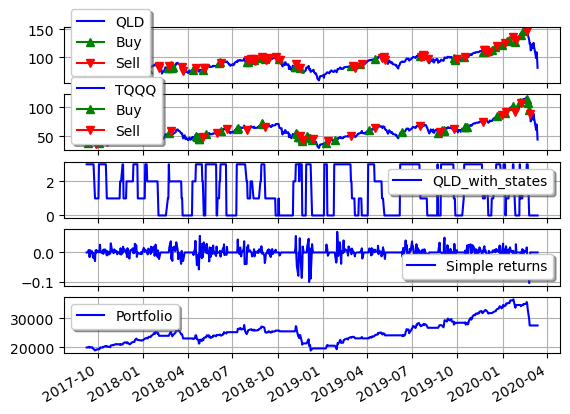 QLD
Buy
Sell
150
100
TQQQ
Buy
Sell
100
50
QLD_with_states
2
0
Simple returns
0.0
−0.1
Portfolio
30000
20000
2017-10
2018-01
2018-04
2018-07
2018-10
2019-01
2019-04
2019-07
2019-10
2020-01
2020-04